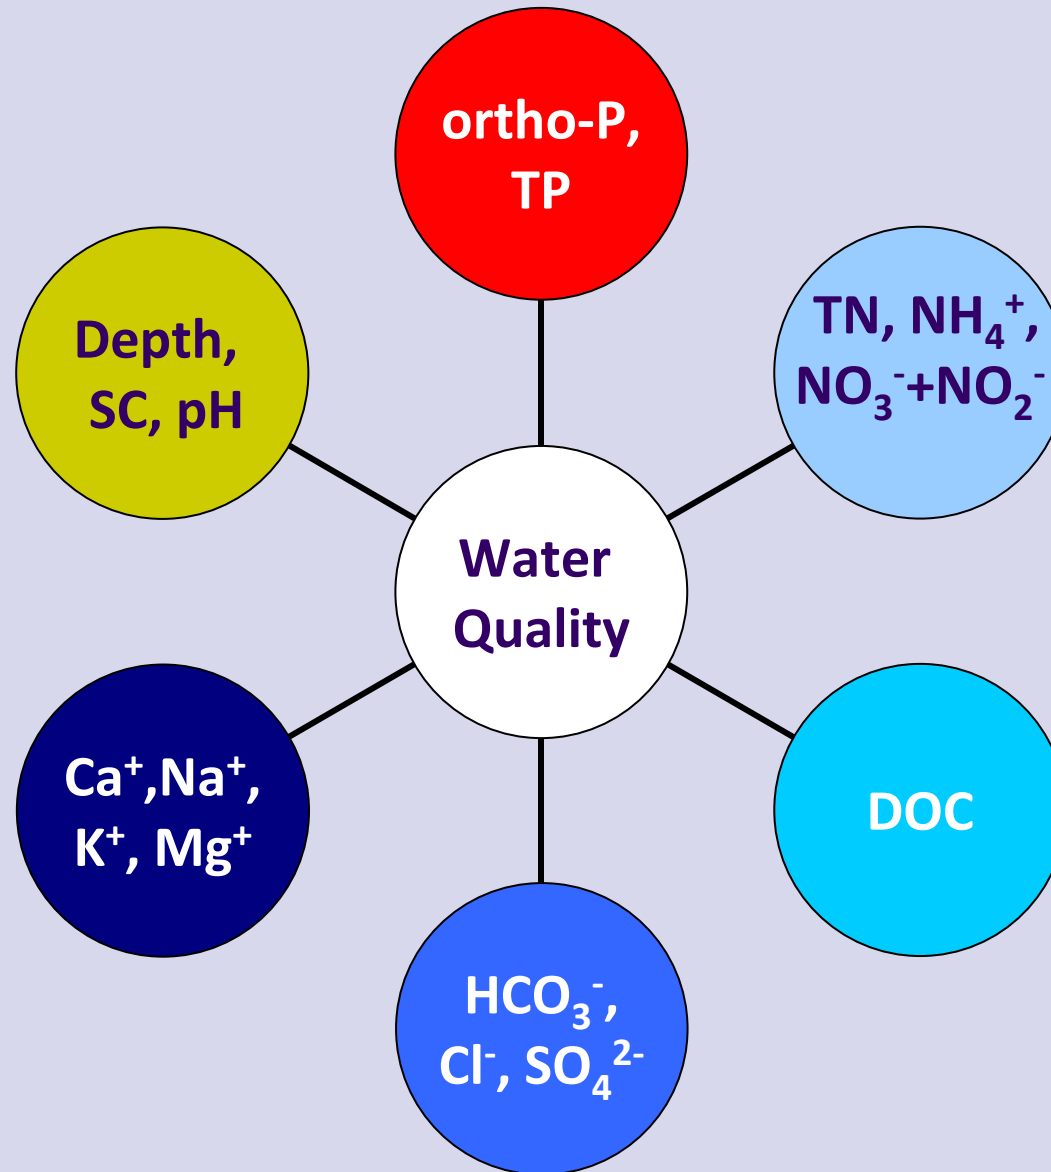 ortho-P,
TP
TN, NH₄⁺,
NO₃⁻+NO₂⁻
Depth,
SC, pH
Water
Quality
Ca⁺,Na⁺,
K⁺, Mg⁺
DOC
HCO₃⁻,
Cl⁻, SO₄²⁻